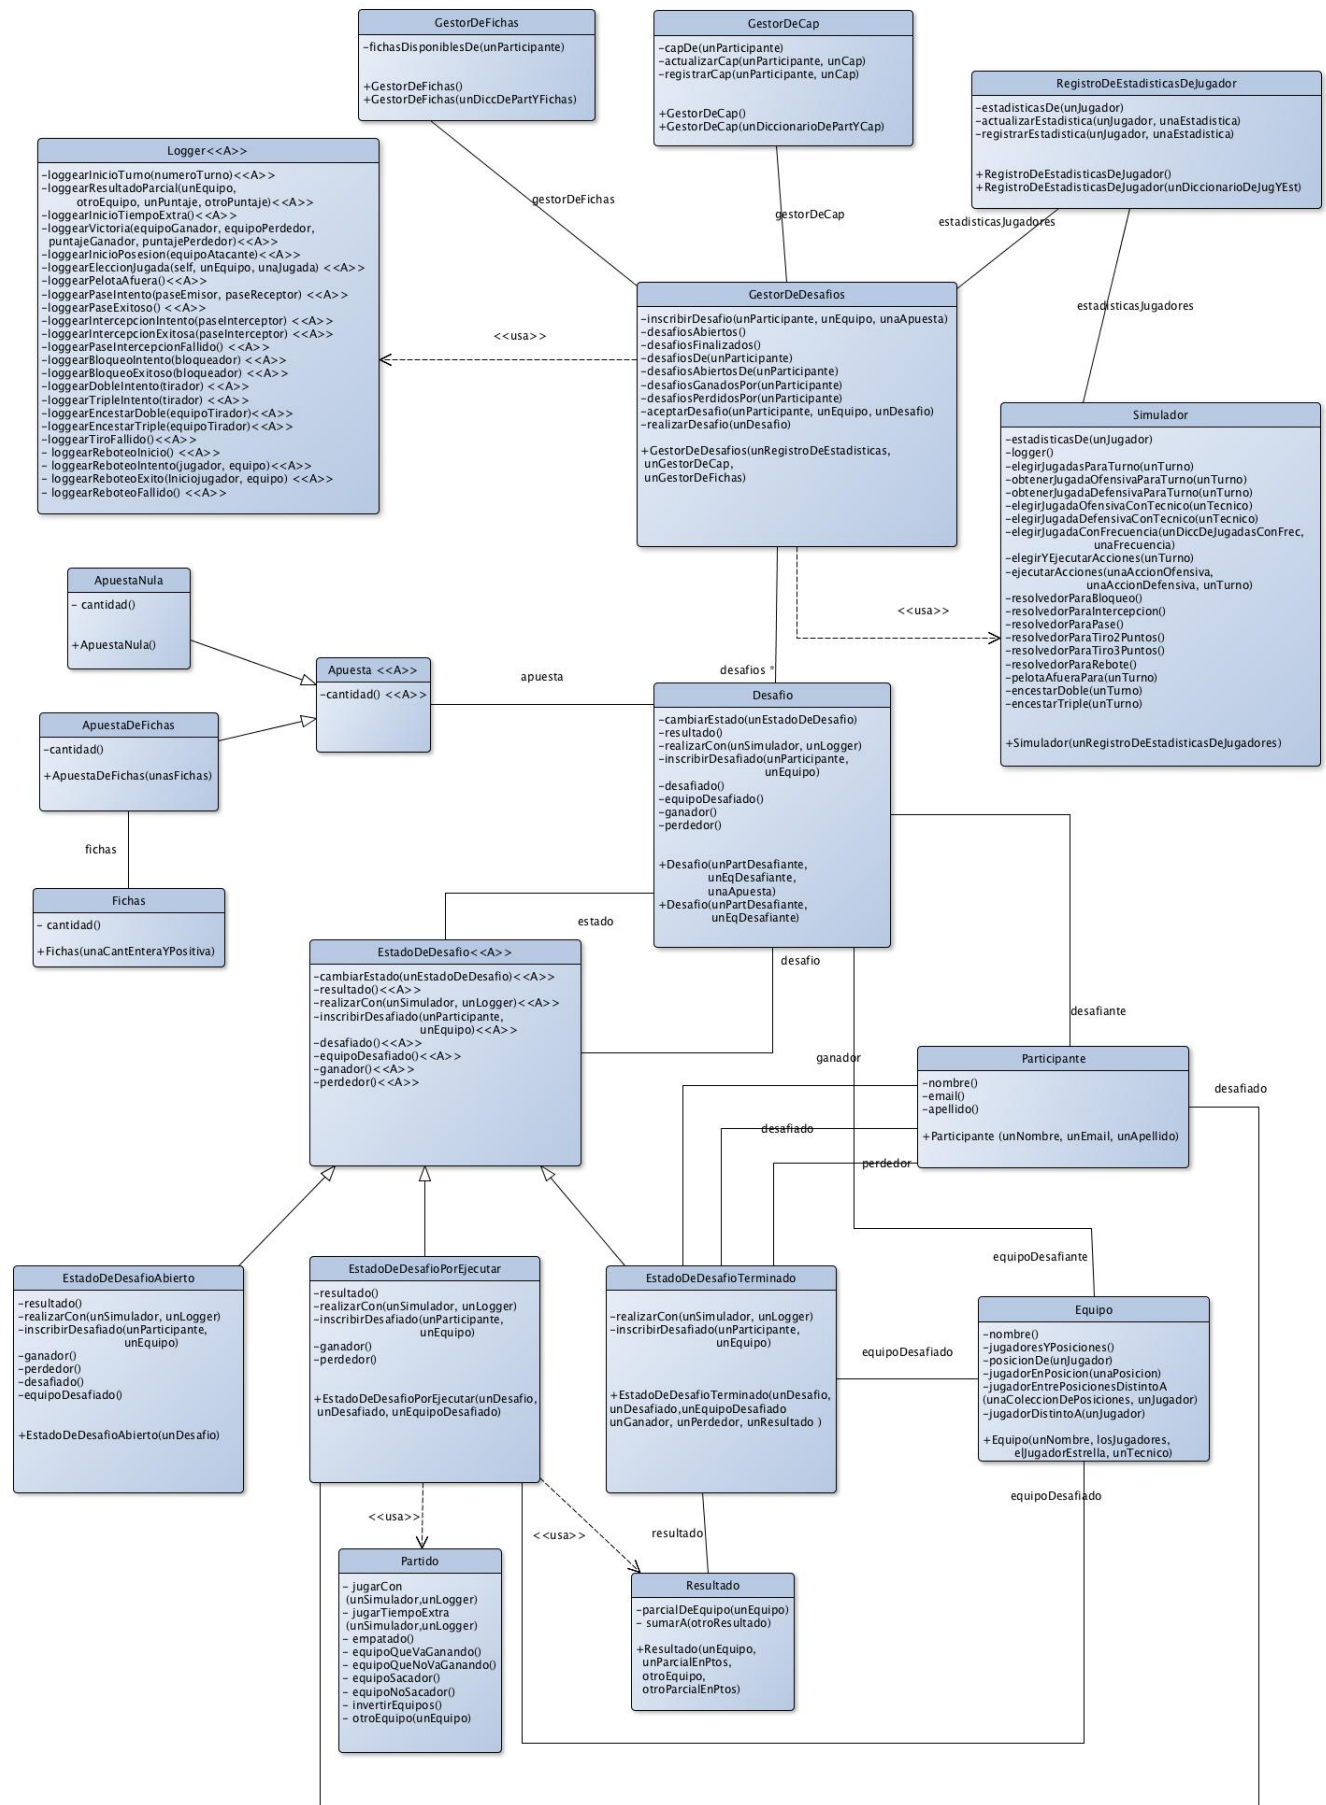 GestorDeFichas
-fichasDisponiblesDe(unParticipante)
+GestorDeFichas()
+GestorDeFichas(unDiccDePartYFichas)
GestorDeCap
-capDe(unParticipante)
-actualizarCap(unParticipante, unCap)
-registrarCap(unParticipante, unCap)
+GestorDeCap()
+GestorDeCap(unDiccionarioDePartYCap)
RegistroDeEstadisticasDeJugador
-estadisticasDe(unJugador)
-actualizarEstadistica(unJugador, unaEstadistica)
-registrarEstadistica(unJugador, unaEstadistica)
+RegistroDeEstadisticasDeJugador()
+RegistroDeEstadisticasDeJugador(unDiccionarioDeJugYEst)
Logger<<A>>
-loggearInicioTurno(numeroTurno)<<A>>
-loggearResultadoParcial(unEquipo,
otroEquipo, unPuntaje, otroPuntaje)<<A>>
-loggearInicioTiempoExtra()<<A>>
-loggearVictoria(equipoGanador, equipoPerdedor,
puntajeGanador, puntajePerdedor)<<A>>
-loggearInicioPosesion(equipoAtacante)<<A>>
-loggearEleccionJugada(self, unEquipo, unaJugada) <<A>>
-loggearPelotaAfuera()<<A>>
-loggearPaseIntento(paseEmisor, paseReceptor) <<A>>
-loggearPaseExitoso() <<A>>
-loggearIntercepcionIntento(paseInterceptor) <<A>>
-loggearIntercepcionExitosa(paseInterceptor) <<A>>
-loggearPaseIntercepcionFallido() <<A>>
-loggearBloqueoIntento(bloqueador) <<A>>
-loggearBloqueoExitoso(bloqueador) <<A>>
-loggearDobleIntento(tirador) <<A>>
-loggearTripleIntento(tirador) <<A>>
-loggearEncestarDoble(equipoTirador)<<A>>
-loggearEncestarTriple(equipoTirador)<<A>>
-loggearTiroFallido()<<A>>
- loggearReboteoInicio() <<A>>
- loggearReboteoIntento(jugador, equipo)<<A>>
- loggearReboteoExito(Iniciojugador, equipo) <<A>>
- loggearReboteoFallido() <<A>>
gestorDeFichas
gestorDeCap
estadisticasJugadores
estadisticasJugadores
<<usa>>
GestorDeDesafios
-inscribirDesafio(unParticipante, unEquipo, unaApuesta)
-desafiosAbiertos()
-desafiosFinalizados()
-desafiosDe(unParticipante)
-desafiosAbiertosDe(unParticipante)
-desafiosGanadosPor(unParticipante)
-desafiosPerdidosPor(unParticipante)
-aceptarDesafio(unParticipante, unEquipo, unDesafio)
-realizarDesafio(unDesafio)
+GestorDeDesafios(unRegistroDeEstadisticas,
unGestorDeCap,
unGestorDeFichas)
Simulador
-estadisticasDe(unJugador)
-logger()
-elegirJugadasParaTurno(unTurno)
-obtenerJugadaOfensivaParaTurno(unTurno)
-obtenerJugadaDefensivaParaTurno(unTurno)
-elegirJugadaOfensivaConTecnico(unTecnico)
-elegirJugadaDefensivaConTecnico(unTecnico)
-elegirJugadaConFrecuencia(unDiccDeJugadasConFrec,
unaFrecuencia)
-elegirYEjecutarAcciones(unTurno)
-ejecutarAcciones(unaAccionOfensiva,
unaAccionDefensiva, unTurno)
-resolvedorParaBloqueo()
-resolvedorParaIntercepcion()
-resolvedorParaPase()
-resolvedorParaTiro2Puntos()
-resolvedorParaTiro3Puntos()
-resolvedorParaRebote()
-pelotaAfueraPara(unTurno)
-encestarDoble(unTurno)
-encestarTriple(unTurno)
+Simulador(unRegistroDeEstadisticasDeJugadores)
<<usa>>
ApuestaNula
- cantidad()
+ApuestaNula()
Apuesta <<A>>
-cantidad() <<A>>
apuesta
desafios *
ApuestaDeFichas
-cantidad()
+ApuestaDeFichas(unasFichas)
fichas
Fichas
- cantidad()
+Fichas(unaCantEnteraYPositiva)
Desafio
-cambiarEstado(unEstadoDeDesafio)
-resultado()
-realizarCon(unSimulador, unLogger)
-inscribirDesafiado(unParticipante,
unEquipo)
-desafiado()
-equipoDesafiado()
-ganador()
-perdedor()
+Desafio(unPartDesafiante,
unEqDesafiante,
unaApuesta)
+Desafio(unPartDesafiante,
unEqDesafiante)
estado
desafio
EstadoDeDesafio<<A>>
-cambiarEstado(unEstadoDeDesafio)<<A>>
-resultado()<<A>>
-realizarCon(unSimulador, unLogger)<<A>>
-inscribirDesafiado(unParticipante,
unEquipo)<<A>>
-desafiado()<<A>>
-equipoDesafiado()<<A>>
-ganador()<<A>>
-perdedor()<<A>>
desafiante
ganador
desafiado
Participante
-nombre()
-email()
-apellido()
+Participante (unNombre, unEmail, unApellido)
desafiado
perdedor
equipoDesafiante
EstadoDeDesafioAbierto
-resultado()
-realizarCon(unSimulador, unLogger)
-inscribirDesafiado(unParticipante,
unEquipo)
-ganador()
-perdedor()
-desafiado()
-equipoDesafiado()
+EstadoDeDesafioAbierto(unDesafio)
EstadoDeDesafioPorEjecutar
-resultado()
-realizarCon(unSimulador, unLogger)
-inscribirDesafiado(unParticipante,
unEquipo)
-ganador()
-perdedor()
+EstadoDeDesafioPorEjecutar(unDesafio,
unDesafiado, unEquipoDesafiado)
EstadoDeDesafioTerminado
-realizarCon(unSimulador, unLogger)
-inscribirDesafiado(unParticipante,
unEquipo)
+EstadoDeDesafioTerminado(unDesafio,
unDesafiado,unEquipoDesafiado
unGanador, unPerdedor, unResultado )
equipoDesafiado
Equipo
-nombre()
-jugadoresYPosiciones()
-posicionDe(unJugador)
-jugadorEnPosicion(unaPosicion)
-jugadorEntrePosicionesDistintoA
(unaColeccionDePosiciones, unJugador)
-jugadorDistintoA(unJugador)
+Equipo(unNombre, losJugadores,
elJugadorEstrella, unTecnico)
equipoDesafiado
<<usa>>
<<usa>>
resultado
Partido
- jugarCon
(unSimulador,unLogger)
- jugarTiempoExtra
(unSimulador,unLogger)
- empatado()
- equipoQueVaGanando()
- equipoQueNoVaGanando()
- equipoSacador()
- equipoNoSacador()
- invertirEquipos()
- otroEquipo(unEquipo)
Resultado
-parcialDeEquipo(unEquipo)
- sumarA(otroResultado)
+Resultado(unEquipo,
unParcialEnPtos,
otroEquipo,
otroParcialEnPtos)